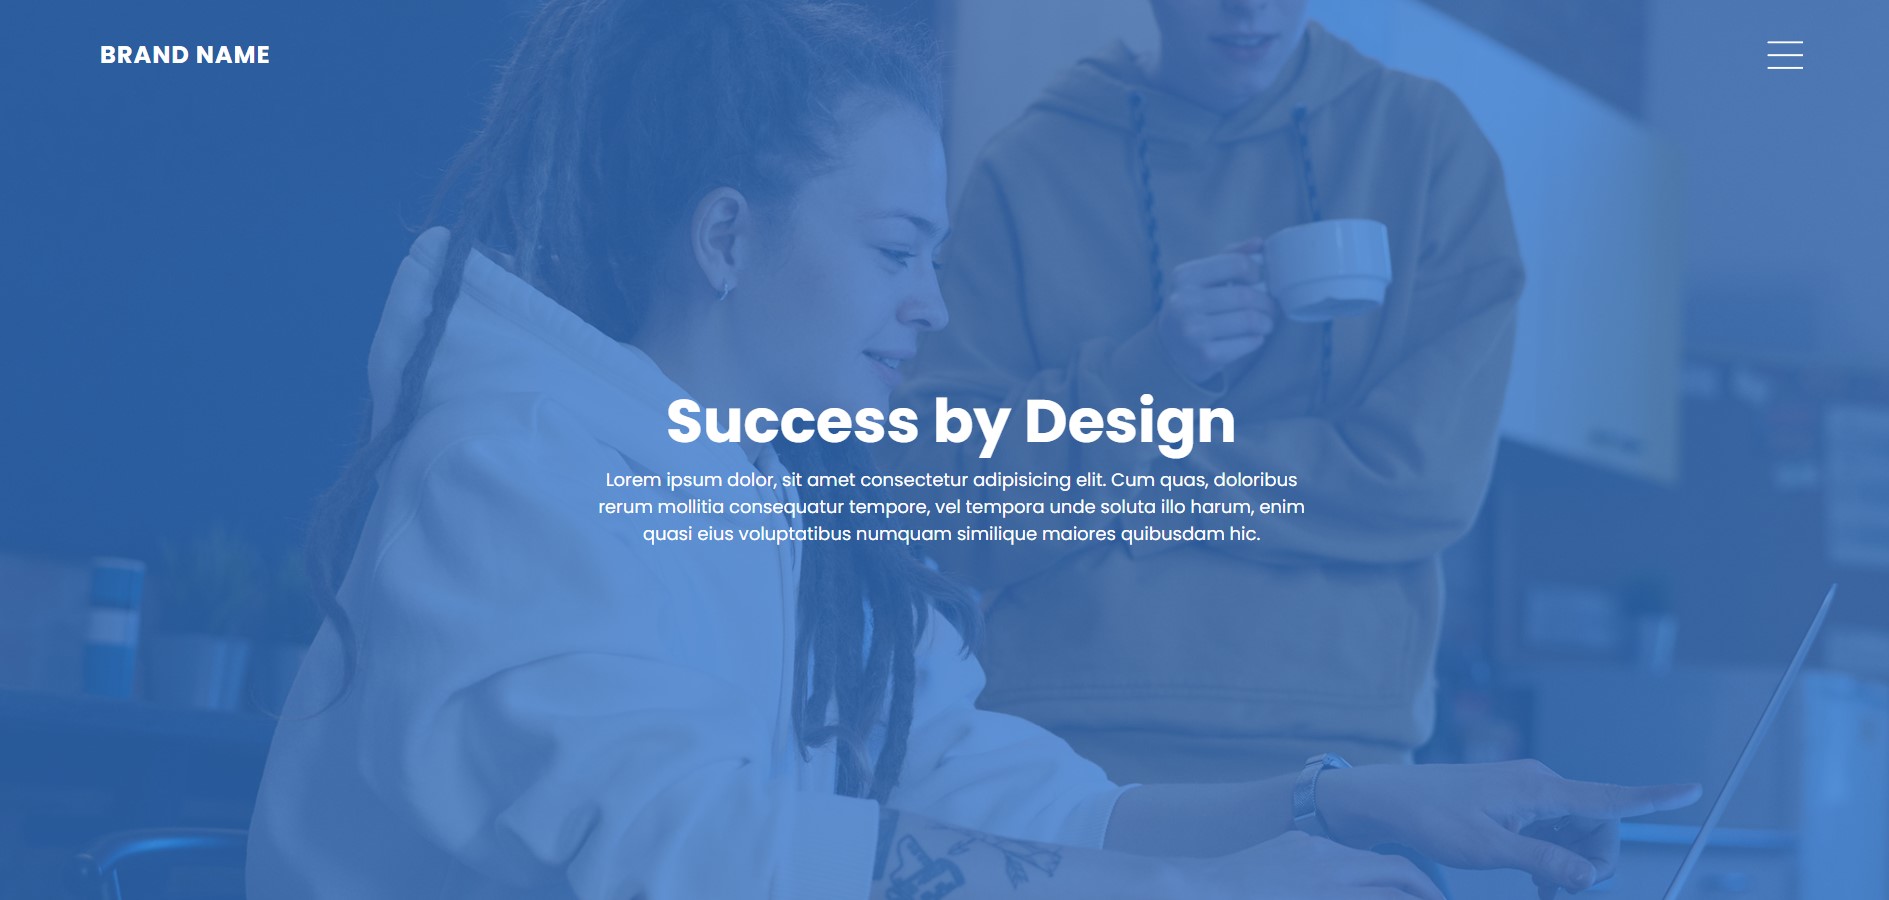 BRAND NAME
Success by Design
Lorem ipsum dolor, sit amet consectetur adipisicing elit. Cum quas, doloribus
rerum mollitia consequatur tempore, vel tempora unde soluta illo harum, enim
quasi eius voluptatibus numquam similique maiores quibusdam hic.